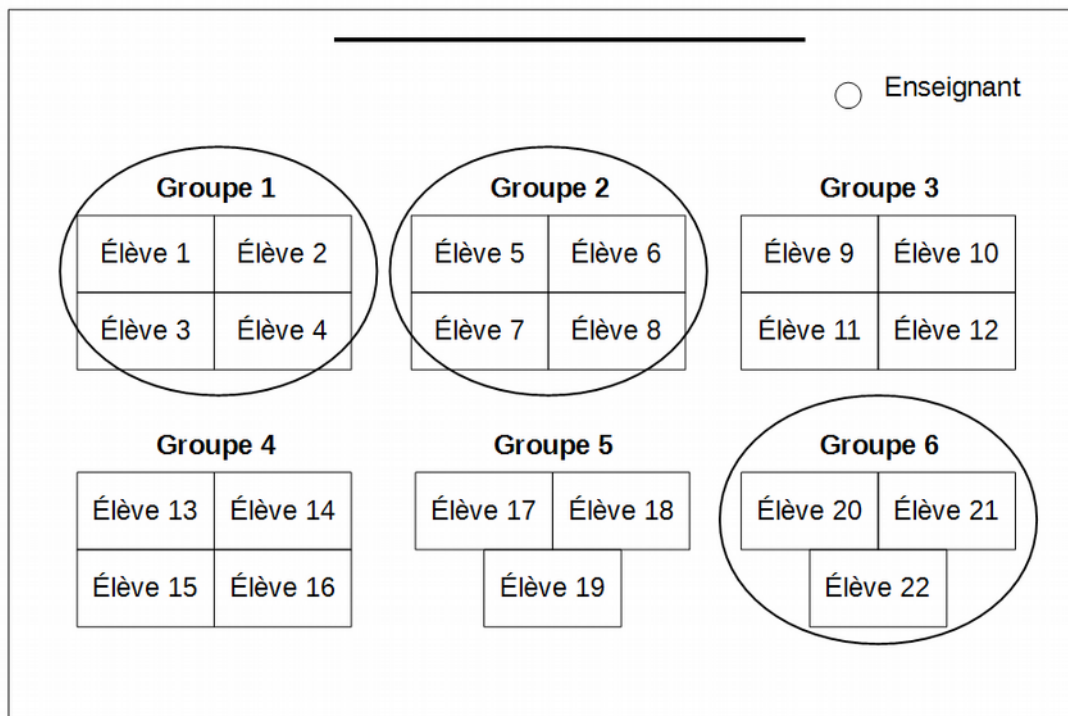 Enseignant
Groupe 1
Groupe 2
Groupe 3
Élève 1
Élève 2
Élève 5
Élève 6
Élève 9
Élève 10
Élève 3
Élève 4
Élève 7
Élève 8
Élève 11
Élève 12
Groupe 4
Groupe 5
Groupe 6
Élève 13
Élève 14
Élève 17
Élève 18
Élève 20
Élève 21
Élève 15
Élève 16
Élève 19
Élève 22